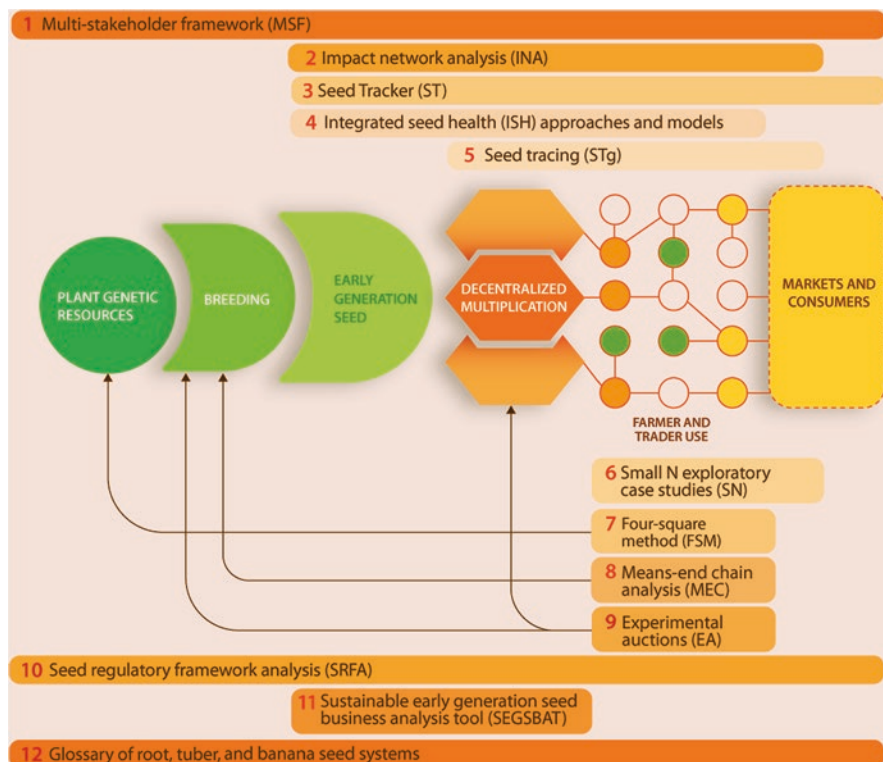 1 Multi-stakeholder framework (MSF)
2 Impact network analysis (INA)
3 Seed Tracker (ST)
4 Integrated seed health (ISH) approaches and models
5 Seed tracing (STg)
PLANT GENETIC
RESOURCES
BREEDING
EARLY
GENERATION
SEED
DECENTRALIZED
MULTIPLICATION
MARKETS AND
CONSUMERS
FARMER AND
TRADER USE
6 Small N exploratory
case studies (SN)
7 Four-square
method (FSM)
8 Means-end chain
analysis (MEC)
9 Experimental
auctions (EA)
10 Seed regulatory framework analysis (SRFA)
11 Sustainable early generation seed
business analysis tool (SEGSBAT)
12 Glossary of root, tuber, and banana seed systems